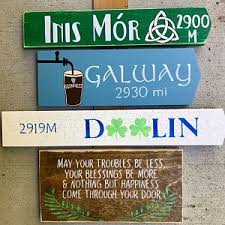 INIS MÓR 2900
M
GALWAY
GUINNESS
2930 mi
2919M D☘☘LIN
MAY YOUR TROUBLES BE LESS,
YOUR BLESSINGS BE MORE
& NOTHING BUT HAPPINESS
COME THROUGH YOUR DOOR